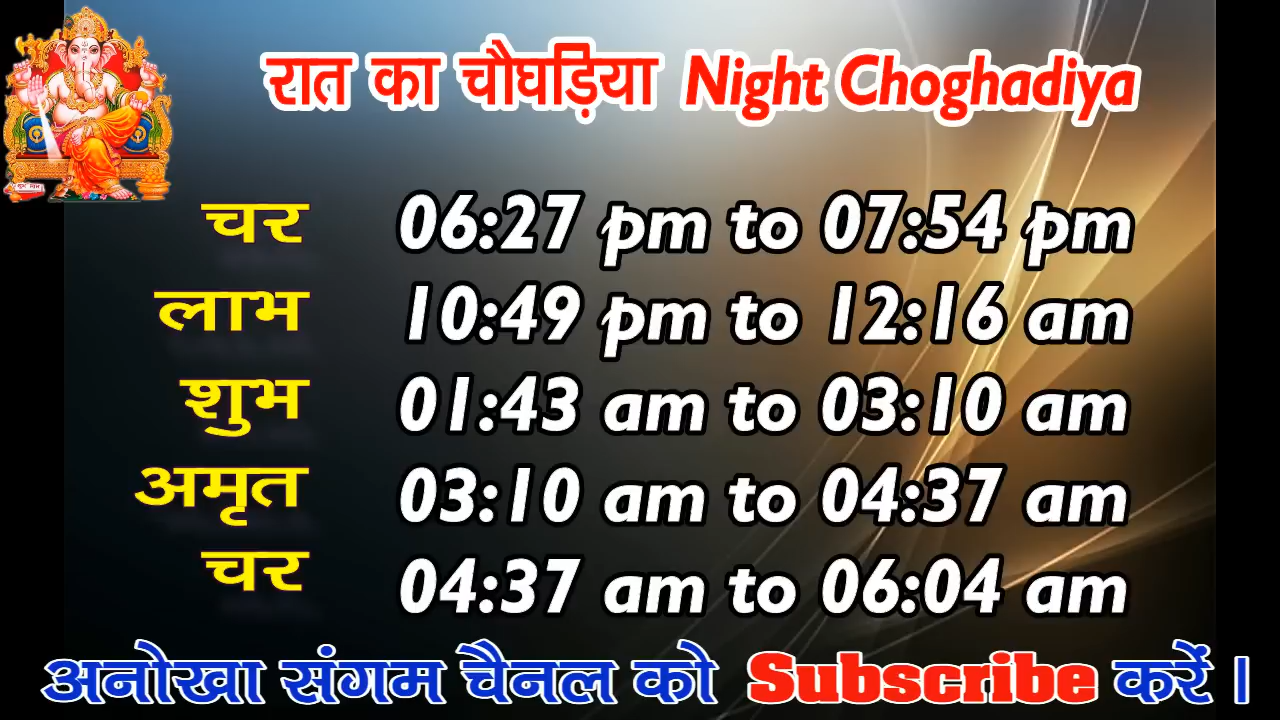 रात का चौघड़िया Night Choghadiya
चर 06:27 pm to 07:54 pm
लाभ 10:49 pm to 12:16 am
शुभ 01:43 am to 03:10 am
अमृत 03:10 am to 04:37 am
चर 04:37 am to 06:04 am
अनोखा संगम चैनल को Subscribe करें।